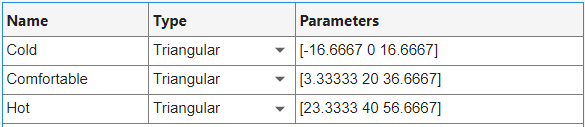 Name Type Parameters
Cold Triangular [-16.6667 0 16.6667]
Comfortable Triangular [3.33333 20 36.6667]
Hot Triangular [23.3333 40 56.6667]